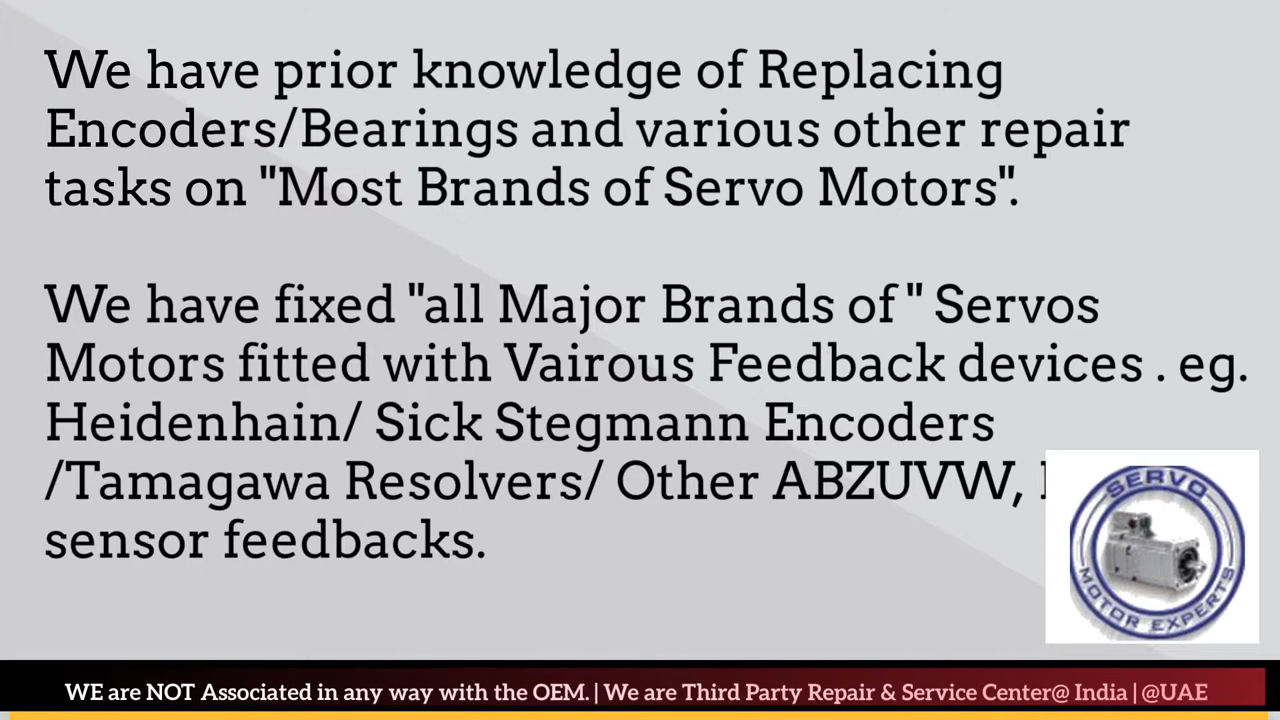 We have prior knowledge of Replacing
Encoders/Bearings and various other repair
tasks on "Most Brands of Servo Motors".
We have fixed "all Major Brands of " Servos
Motors fitted with Vairous Feedback devices . eg.
Heidenhain/ Sick Stegmann Encoders
/Tamagawa Resolvers/ Other ABZUVW,
sensor feedbacks.
SERVO
MOTOR EXPERTS
WE are NOT Associated in any way with the OEM. | We are Third Party Repair & Service Center@ India | @UAE